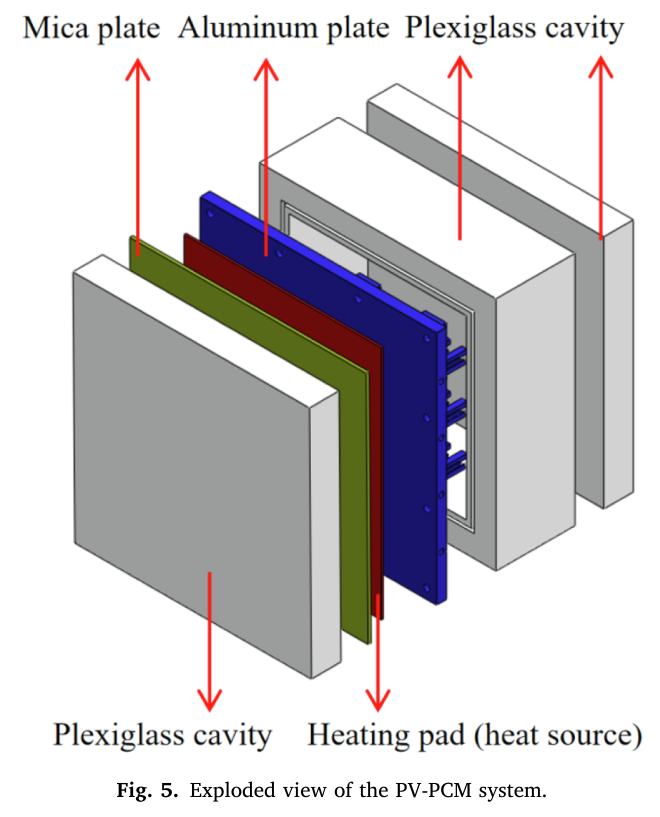 Mica plate Aluminum plate Plexiglass cavity
Plexiglass cavity Heating pad (heat source)
Fig. 5. Exploded view of the PV-PCM system.